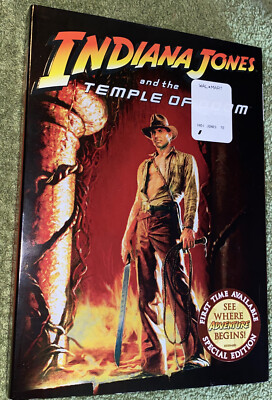 INDIANA JONES
and the
TEMPLE OF
WAL★MART
FIRST TIME AVAILABLE
SEE
WHERE
ADVENTURE
BEGINS!
SPECIAL EDITION